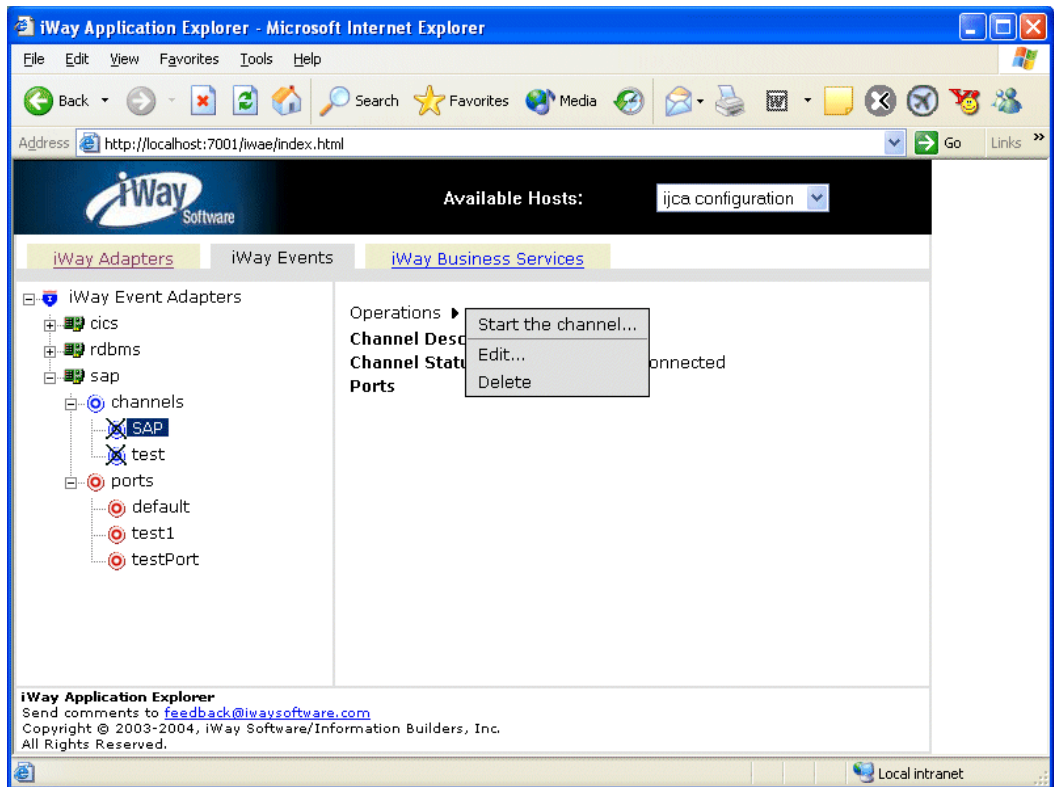 iWay Application Explorer - Microsoft Internet Explorer
File Edit View Favorites Tools Help
Back Search Favorites Media W
Address http://localhost:7001/iwae/index.html Go Links »
iWay Software Available Hosts: ijca configuration
iWay Adapters iWay Events iWay Business Services
iWay Event Adapters
cics
rdbms
sap
channels
SAP
test
ports
default
test1
testPort
Operations
Channel Desc
Channel Statu onnected
Ports
Start the channel...
Edit...
Delete
iWay Application Explorer
Send comments to feedback@iwaysoftware.com
Copyright © 2003-2004, iWay Software/Information Builders, Inc.
All Rights Reserved.
Local intranet